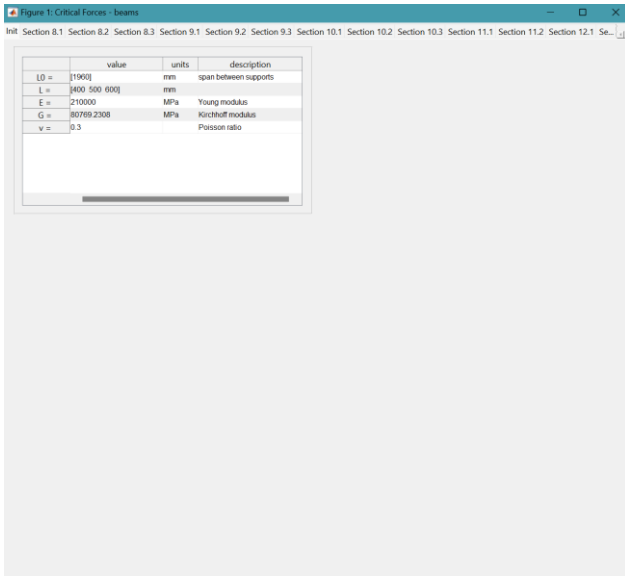 Figure 1: Critical Forces - beams
Init Section 8.1 Section 8.2 Section 8.3 Section 9.1 Section 9.2 Section 9.3 Section 10.1 Section 10.2 Section 10.3 Section 11.1 Section 11.2 Section 12.1 Se...
value units description
L0 = [1960] mm span between supports
L = [400 500 600] mm
E = 210000 MPa Young modulus
G = 80769.2308 MPa Kirchhoff modulus
v = 0.3 Poisson ratio